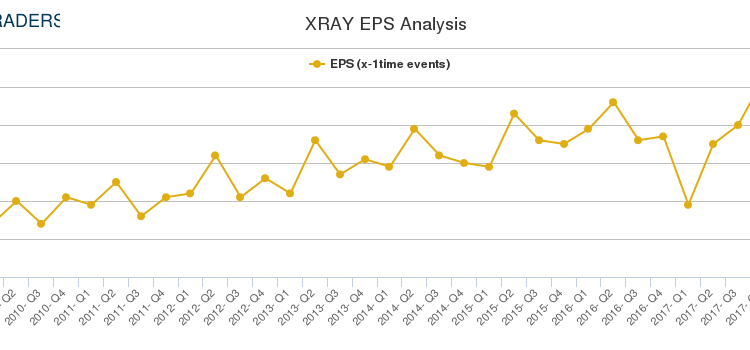 RADERS
XRAY EPS Analysis
EPS (x-1time events)
- Q2
2010- Q3
2010- Q4
2011- Q1
2011- Q2
2011- Q3
2011- Q4
2012- Q1
2012- Q2
2012- Q3
2012- Q4
2013- Q1
2013- Q2
2013- Q3
2013- Q4
2014- Q1
2014- Q2
2014- Q3
2014- Q4
2015- Q1
2015- Q2
2015- Q3
2015- Q4
2016- Q1
2016- Q2
2016- Q3
2016- Q4
2017- Q1
2017- Q2
2017- Q3
2017-